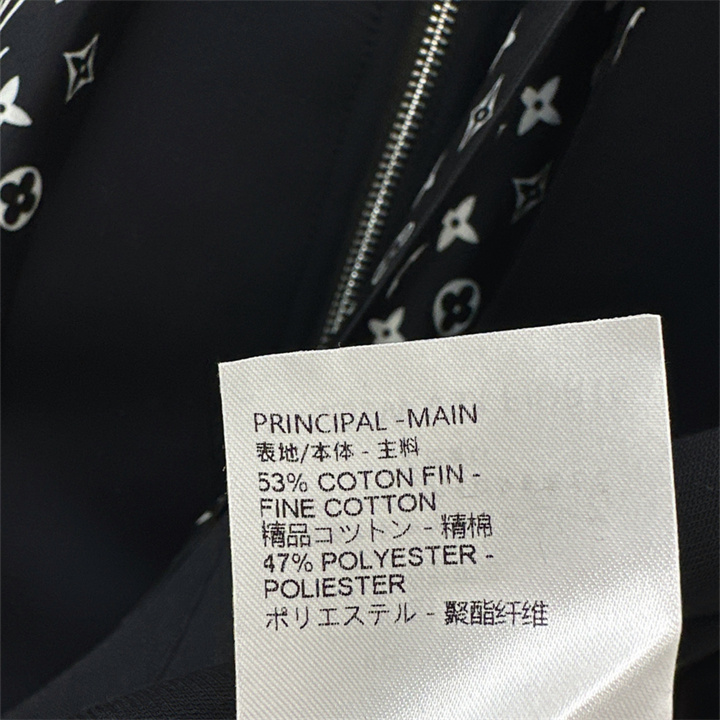 PRINCIPAL -MAIN
表地/本体 - 主料
53% COTON FIN -
FINE COTTON
精品コットン - 精棉
47% POLYESTER -
POLIESTER
ポリエステル - 聚酯纤维